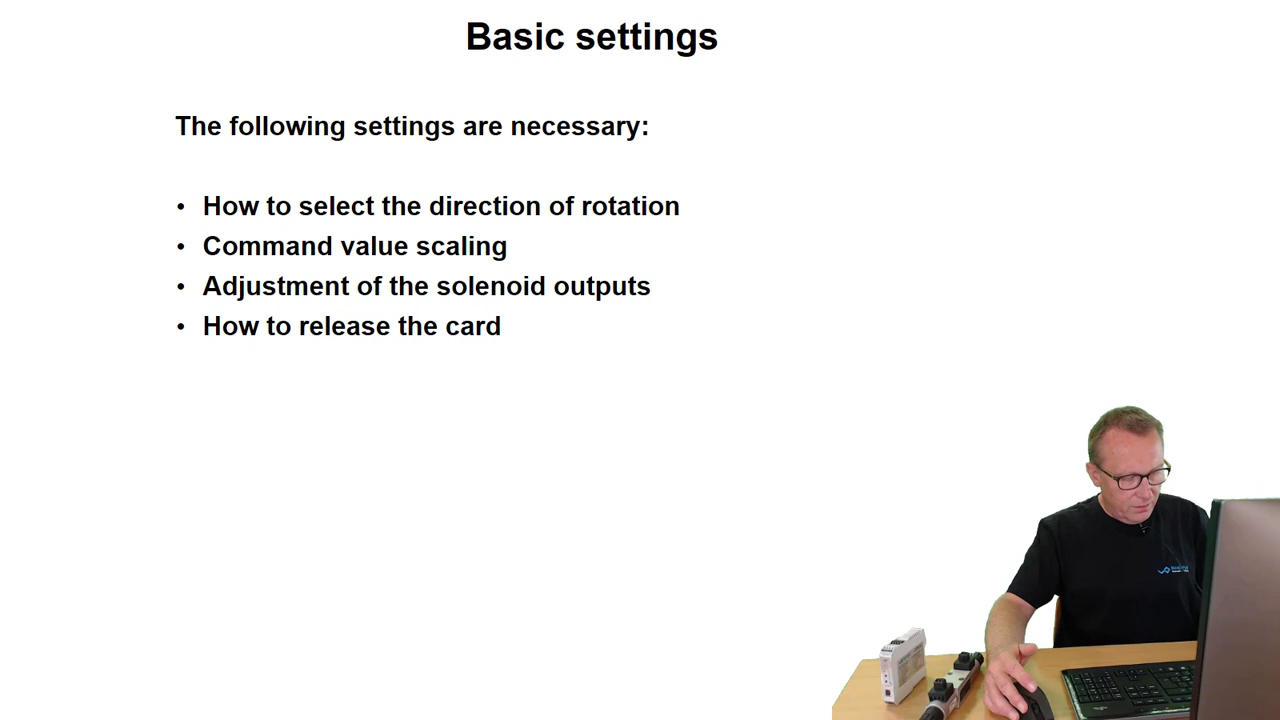 Basic settings
The following settings are necessary:
• How to select the direction of rotation
• Command value scaling
• Adjustment of the solenoid outputs
• How to release the card